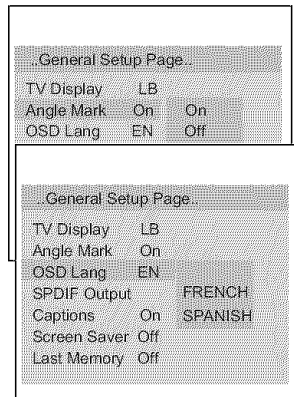 ..General Setup Page..
TV Display LB
Angle Mark On On
OSD Lang EN Off
..General Setup Page..
TV Display LB
Angle Mark On
OSD Lang EN
SPDIF Output FRENCH
Captions On SPANISH
Screen Saver Off
Last Memory Off